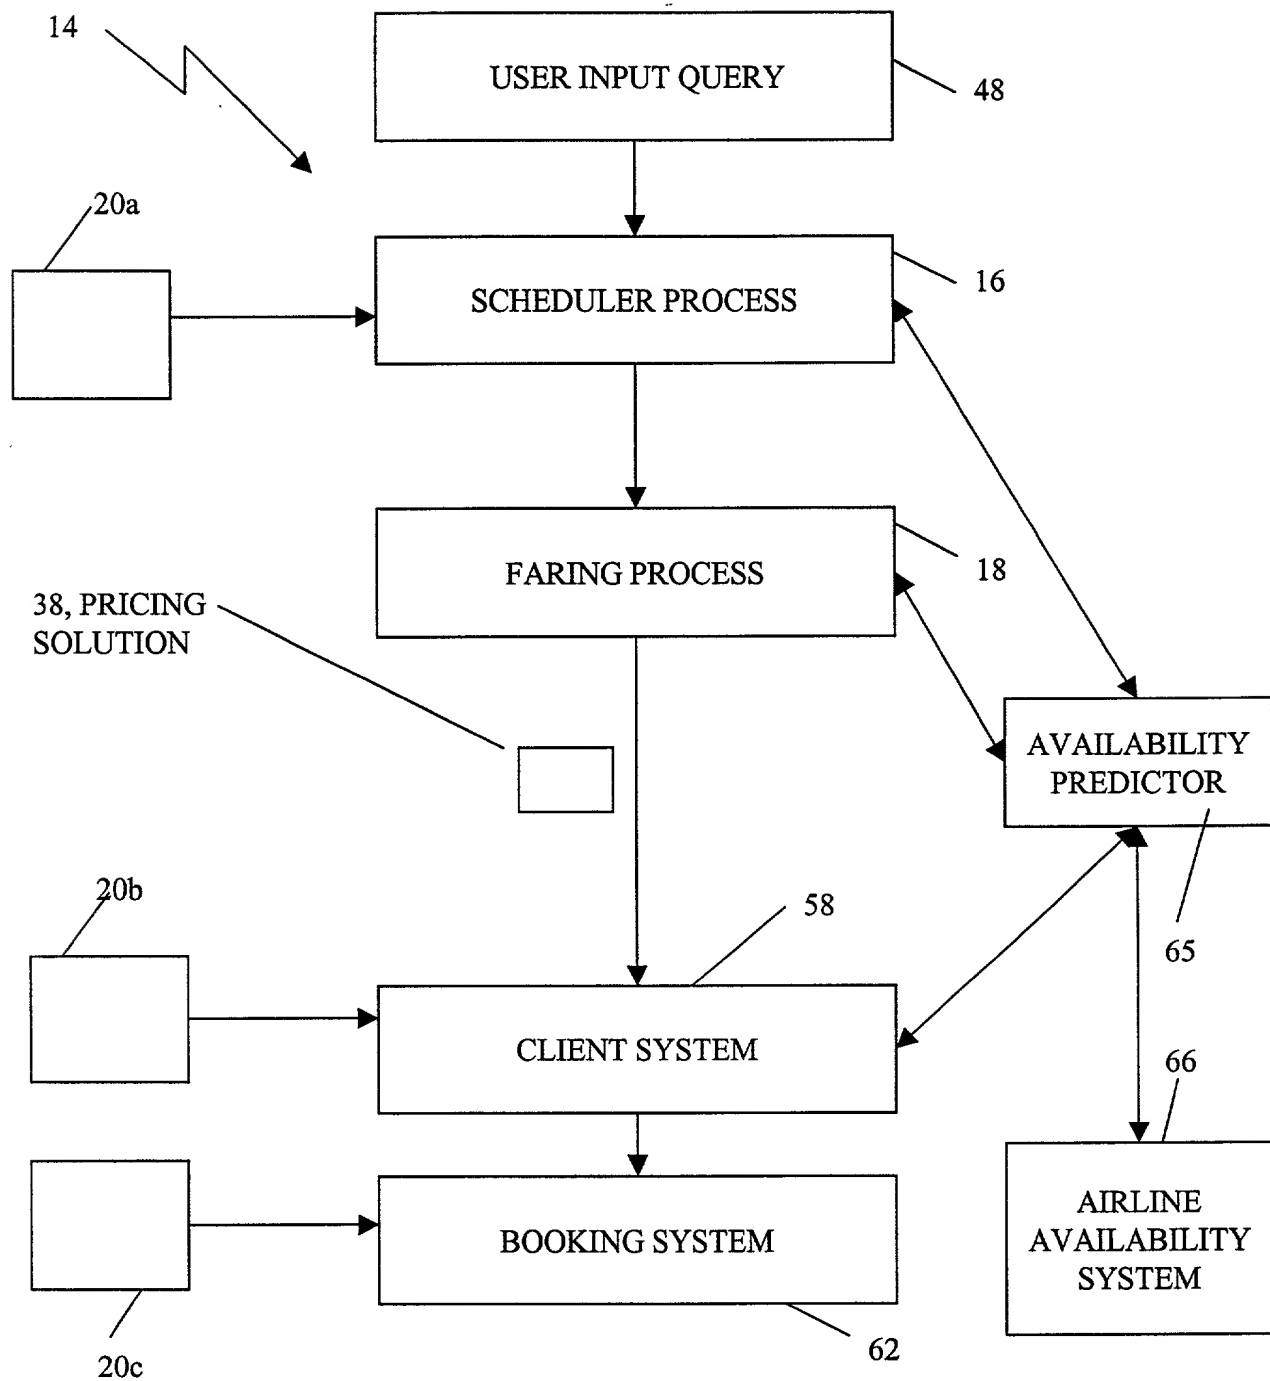 14
USER INPUT QUERY
48
20a
SCHEDULER PROCESS
16
FARING PROCESS
18
38, PRICING
SOLUTION
AVAILABILITY
PREDICTOR
20b
58
65
CLIENT SYSTEM
66
AIRLINE
AVAILABILITY
SYSTEM
BOOKING SYSTEM
62
20c